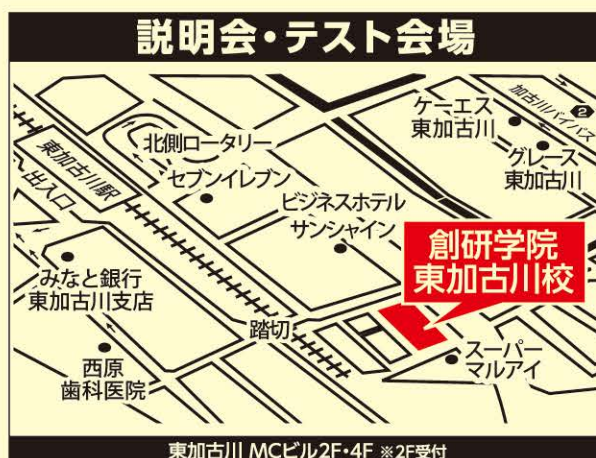 説明会・テスト会場
ケーエス
東加古川
加古川バイパス
2
グレース
東加古川
北側ロータリー
東加古川駅
出入口
セブンイレブン
ビジネスホテル
サンシャイン
創研学院
東加古川校
みなと銀行
東加古川支店
踏切
西原
歯科医院
スーパー
マルアイ
東加古川 MCビル2F・4F ※2F受付